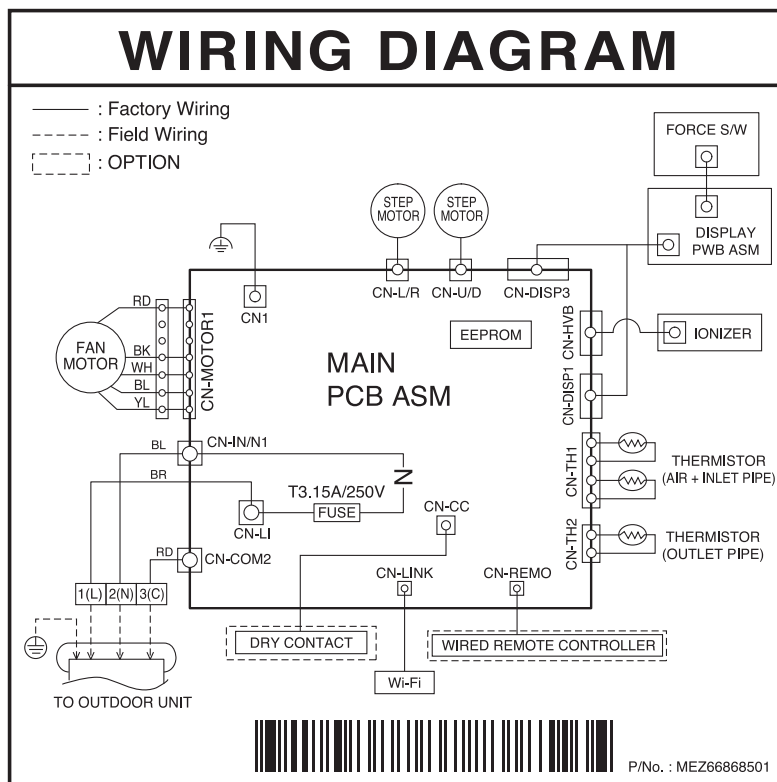 WIRING DIAGRAM
: Factory Wiring
: Field Wiring
: OPTION
FORCE S/W
DISPLAY
PWB ASM
STEP
MOTOR
STEP
MOTOR
CN-L/R
CN-U/D
CN-DISP3
CN1
EEPROM
CN-HVB
IONIZER
RD
FAN
MOTOR
BK
WH
BL
YL
CN-MOTOR1
MAIN
PCB ASM
CN-DISP1
BL
CN-IN/N1
BR
T3.15A/250V
FUSE
N
CN-LI
CN-CC
CN-TH1
THERMISTOR
(AIR + INLET PIPE)
CN-TH2
THERMISTOR
(OUTLET PIPE)
RD
CN-COM2
CN-LINK
CN-REMO
1(L) 2(N) 3(C)
DRY CONTACT
WIRED REMOTE CONTROLLER
Wi-Fi
TO OUTDOOR UNIT
P/No. : MEZ66868501